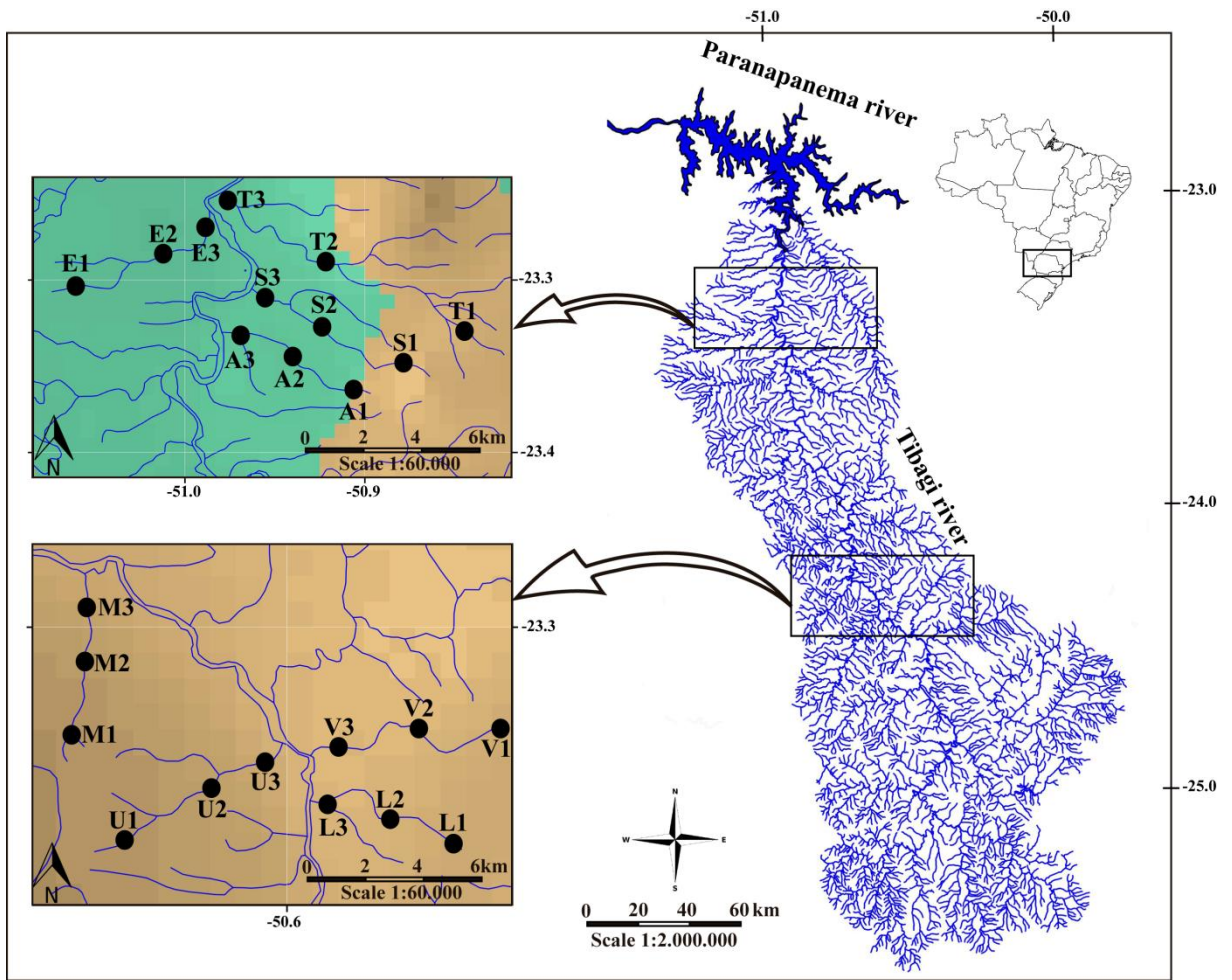 -51.0
-50.0
Paranapanema river
-23.0
T3
E2
E3
T2
E1
S3
-23.3
S2
T1
A3
S1
A2
A1
0 2 4 6km
Scale 1:60.000
N
-23.4
-51.0
-50.9
Tibagi river
-24.0
M3
-23.3
M2
V2
M1
V3
V1
U3
U2
L2
L3
U1
L1
0 2 4 6km
Scale 1:60.000
N
-50.6
N
W
E
S
-25.0
0 20 40 60 km
Scale 1:2.000.000